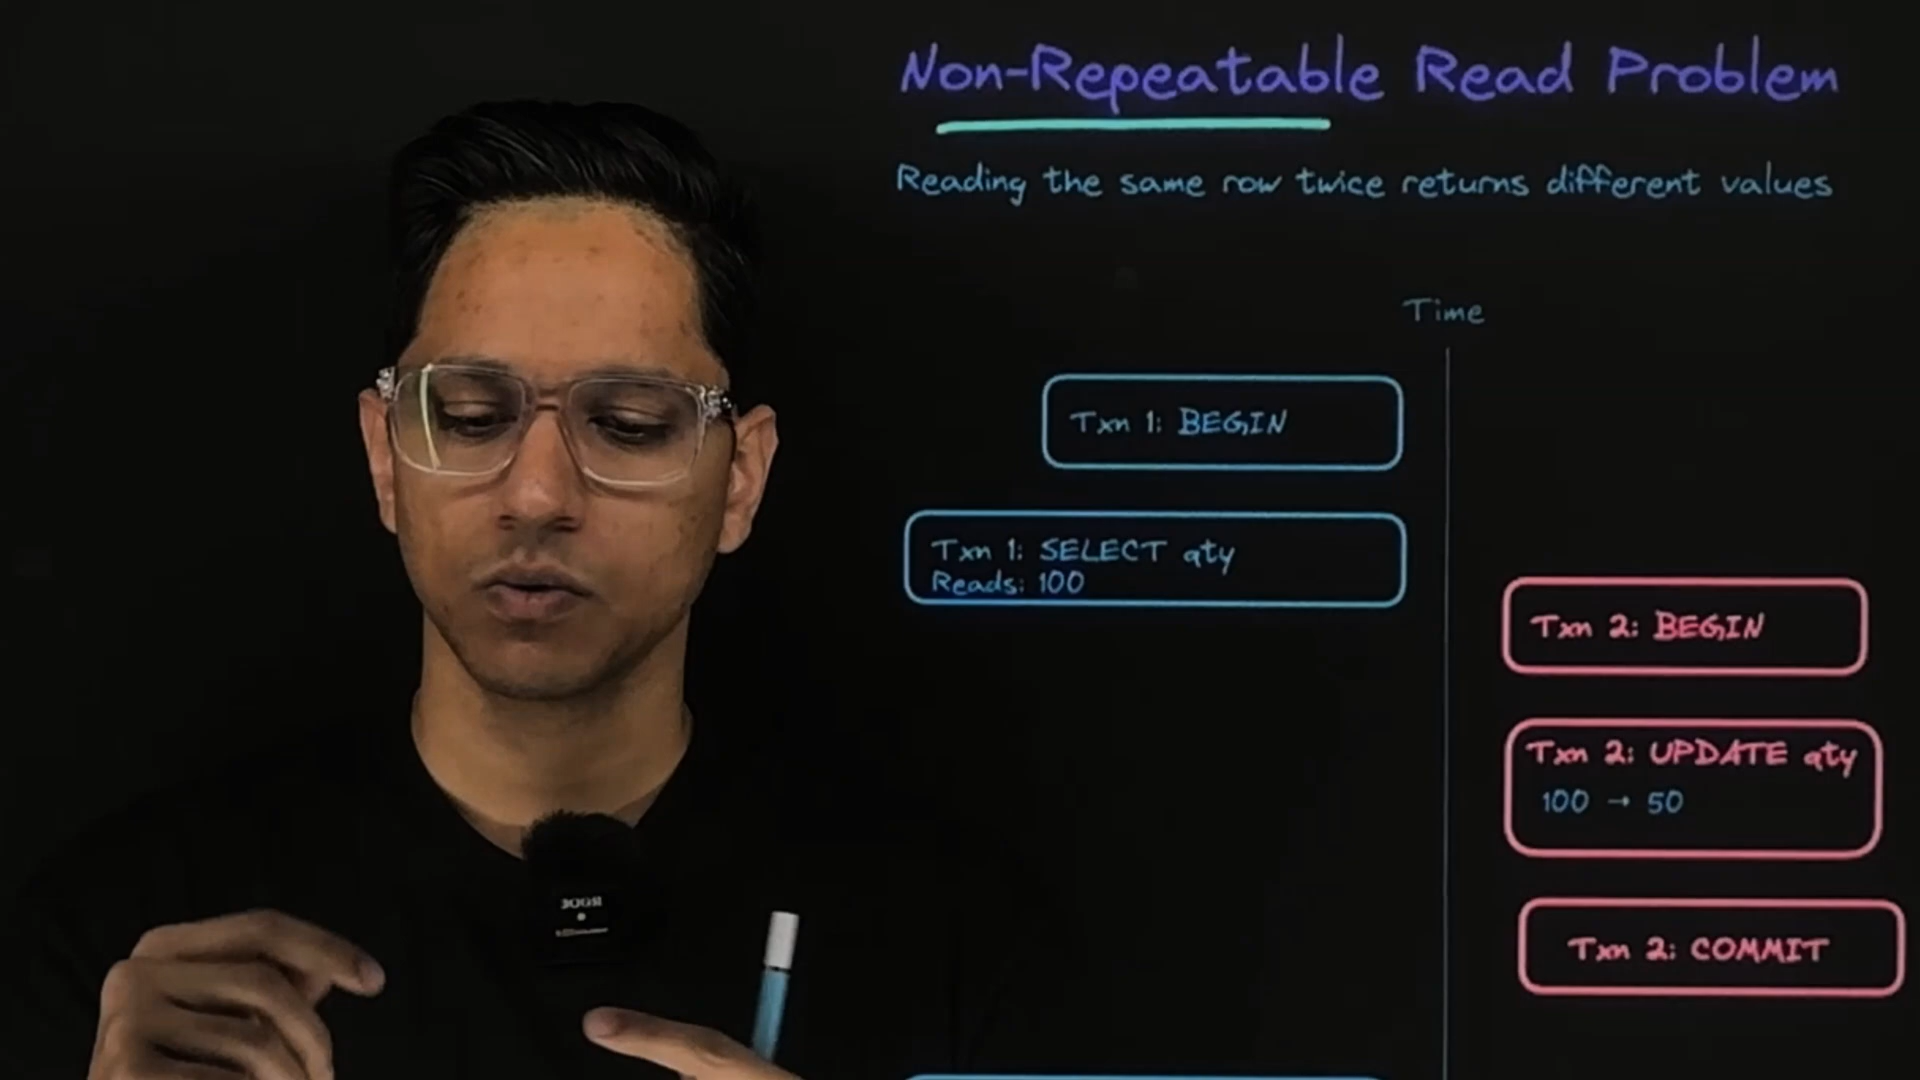 Non-Repeatable Read Problem
Reading the same row twice returns different values
Time
Txn 1: BEGIN
Txn 1: SELECT qty
Reads: 100
Txn 2: BEGIN
Txn 2: UPDATE qty
100 → 50
Txn 2: COMMIT